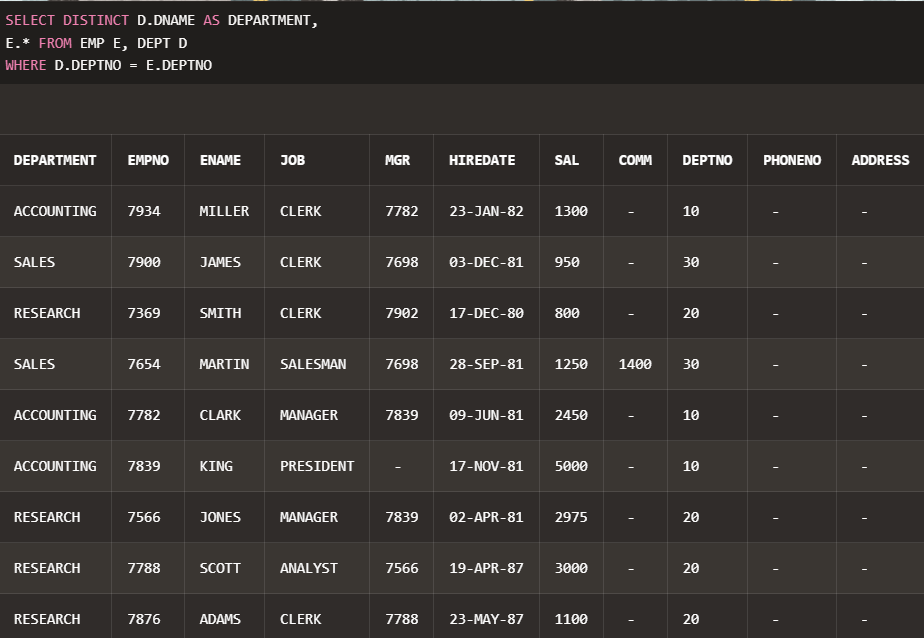 SELECT DISTINCT D.DNAME AS DEPARTMENT,
E.* FROM EMP E, DEPT D
WHERE D.DEPTNO = E.DEPTNO
DEPARTMENT EMPNO ENAME JOB MGR HIREDATE SAL COMM DEPTNO PHONENO ADDRESS
ACCOUNTING 7934 MILLER CLERK 7782 23-JAN-82 1300 - 10 - -
SALES 7900 JAMES CLERK 7698 03-DEC-81 950 - 30 - -
RESEARCH 7369 SMITH CLERK 7902 17-DEC-80 800 - 20 - -
SALES 7654 MARTIN SALESMAN 7698 28-SEP-81 1250 1400 30 - -
ACCOUNTING 7782 CLARK MANAGER 7839 09-JUN-81 2450 - 10 - -
ACCOUNTING 7839 KING PRESIDENT - 17-NOV-81 5000 - 10 - -
RESEARCH 7566 JONES MANAGER 7839 02-APR-81 2975 - 20 - -
RESEARCH 7788 SCOTT ANALYST 7566 19-APR-87 3000 - 20 - -
RESEARCH 7876 ADAMS CLERK 7788 23-MAY-87 1100 - 20 - -